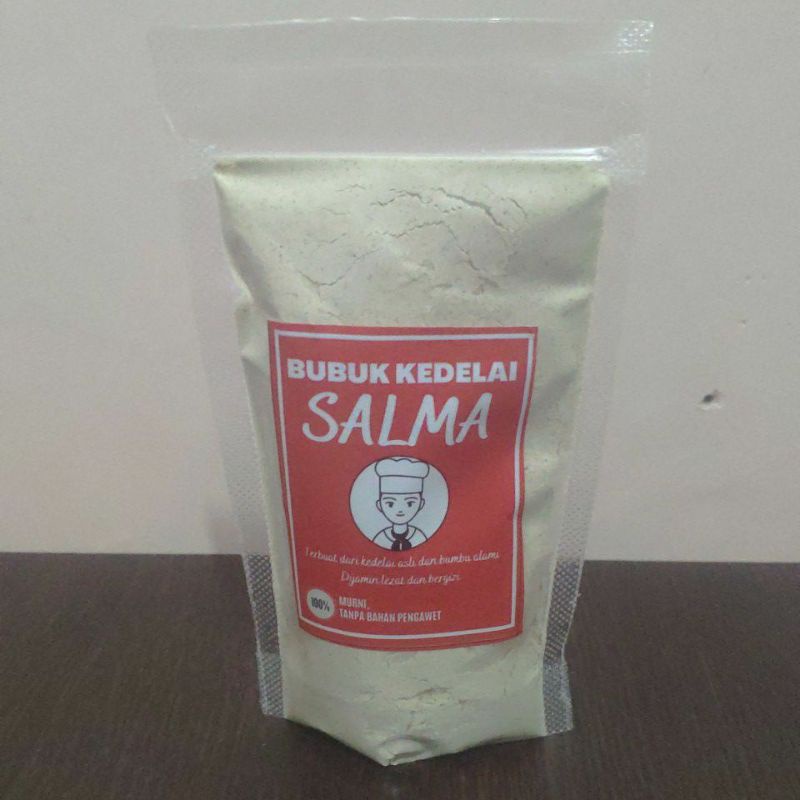 BUBUK KEDELAI
SALMA
Terbuat dari kedelai asli dan bumbu alami
Dijamin lezat dan bergizi
100%
MURNI,
TANPA BAHAN PENGAWET